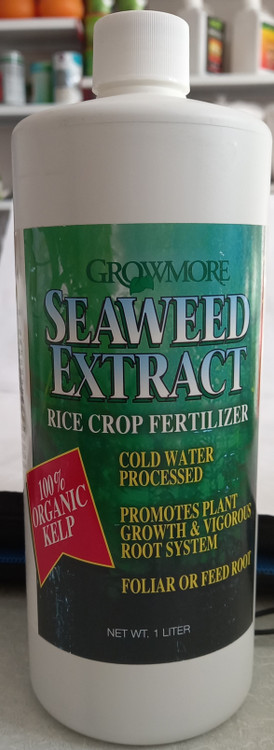 GROWMORE
SEAWEED
EXTRACT
RICE CROP FERTILIZER
100%
ORGANIC
KELP
COLD WATER
PROCESSED
PROMOTES PLANT
GROWTH & VIGOROUS
ROOT SYSTEM
FOLIAR OR FEED ROOT
NET WT. 1 LITER